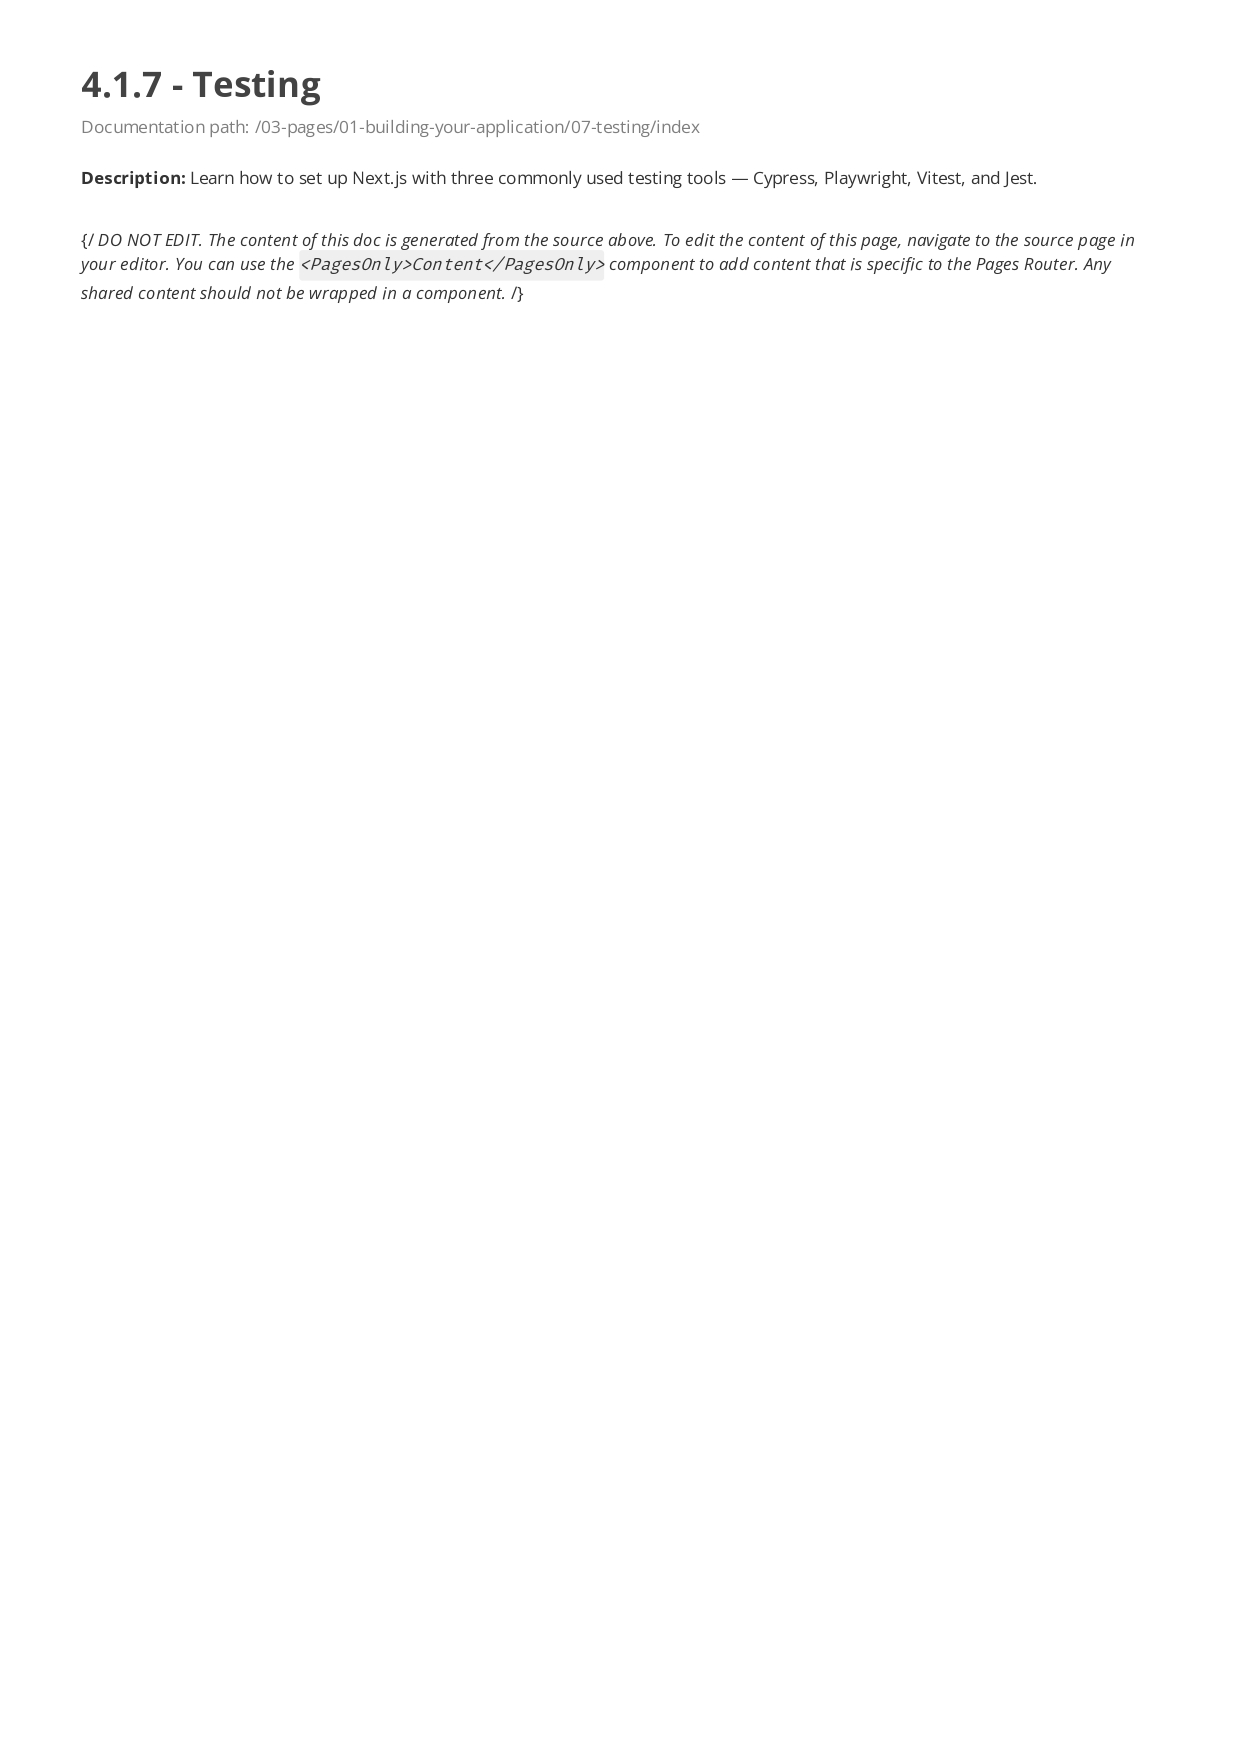 4.1.7 - Testing
Documentation path: /03-pages/01-building-your-application/07-testing/index
Description: Learn how to set up Next.js with three commonly used testing tools — Cypress, Playwright, Vitest, and Jest.
{/ DO NOT EDIT. The content of this doc is generated from the source above. To edit the content of this page, navigate to the source page in
your editor. You can use the <PagesOnly>Content</PagesOnly> component to add content that is specific to the Pages Router. Any
shared content should not be wrapped in a component. /}